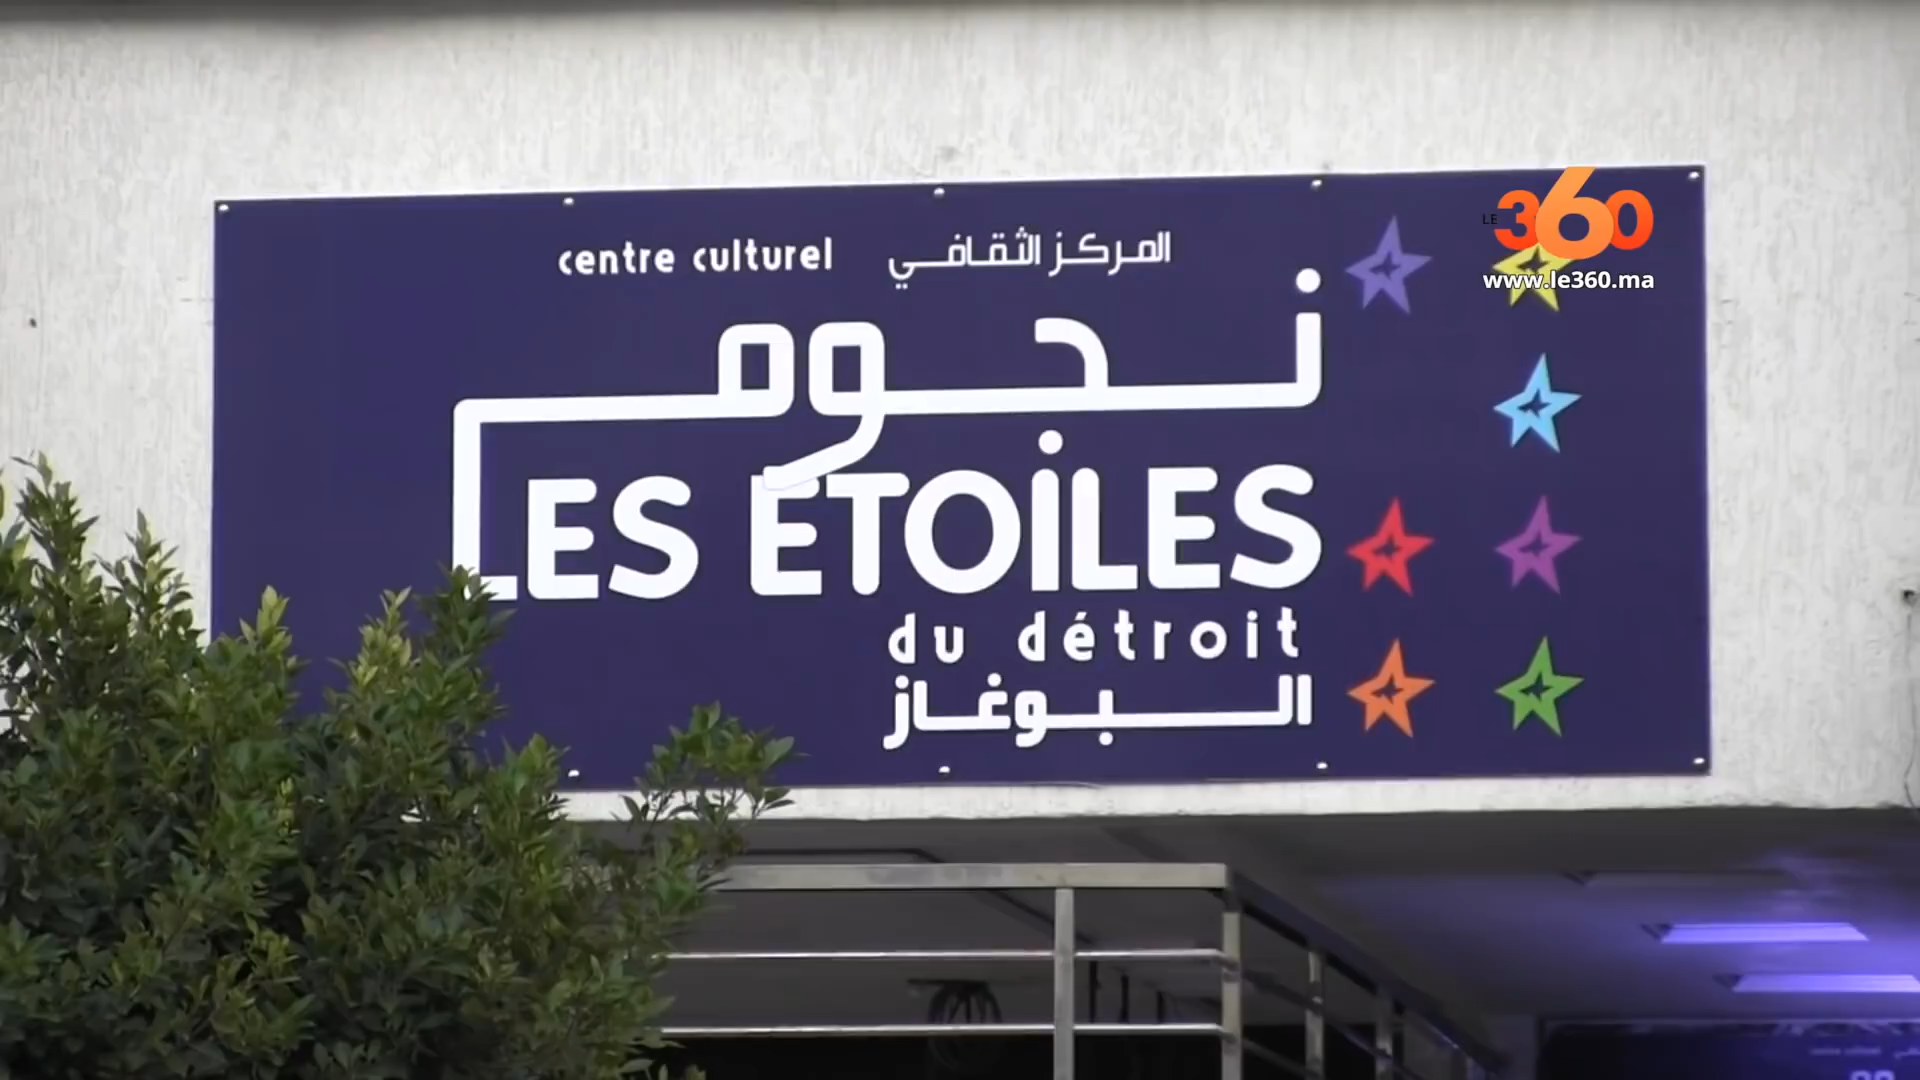 LE 360
www.le360.ma
centre culturel المركز الثقافي
نجوم
LES ETOILES
du détroit
البوغاز